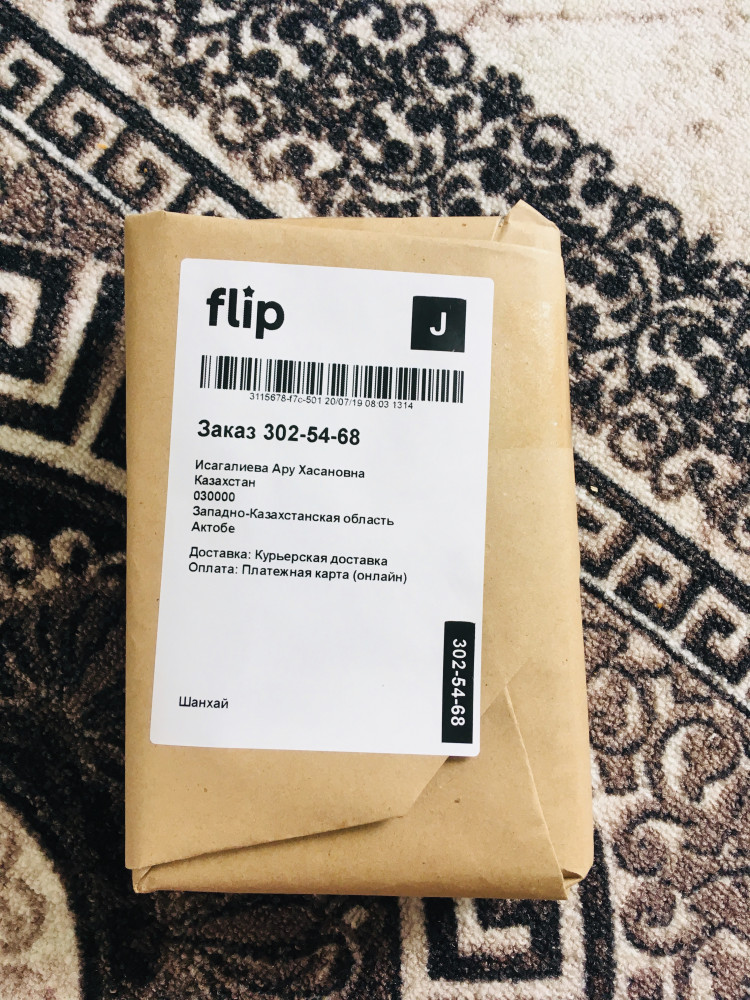 flip
J
3115678-f7c-501 20/07/19 08:03 1314
Заказ 302-54-68
Исагалиева Ару Хасановна
Казахстан
030000
Западно-Казахстанская область
Актобе
Доставка: Курьерская доставка
Оплата: Платежная карта (онлайн)
302-54-68
Шанхай